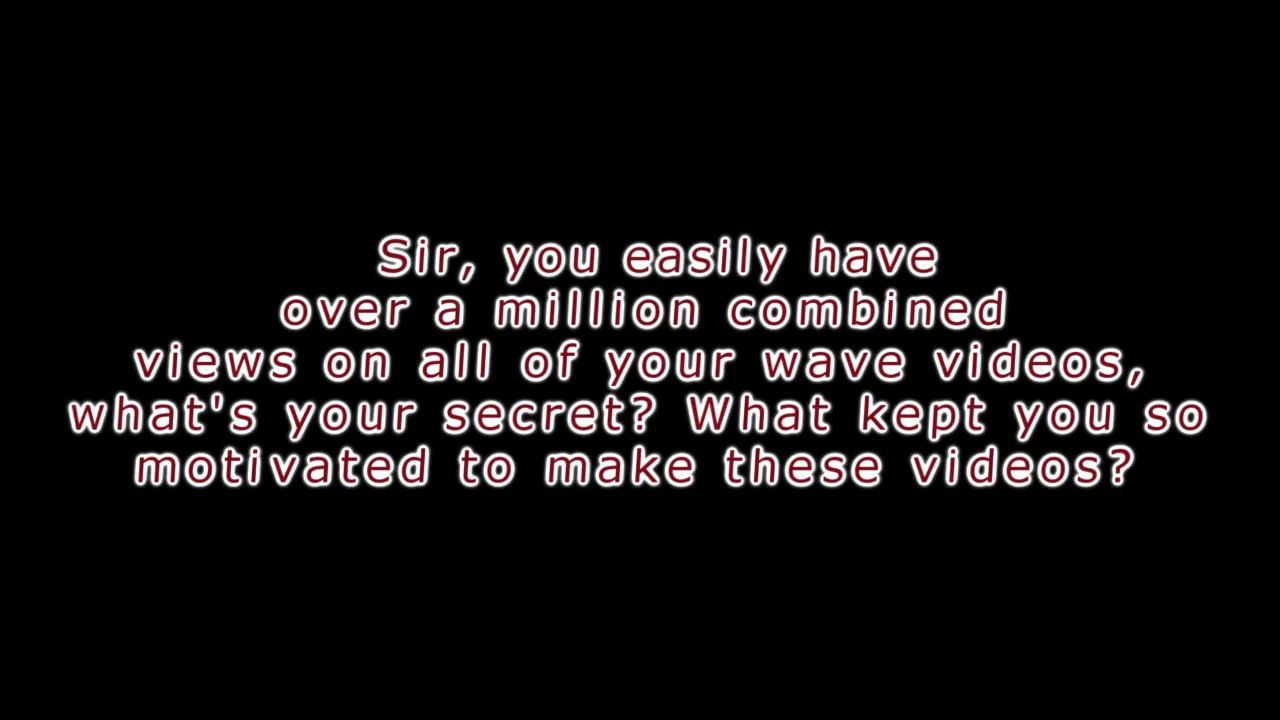 Sir, you easily have
over a million combined
views on all of your wave videos,
what's your secret? What kept you so
motivated to make these videos?